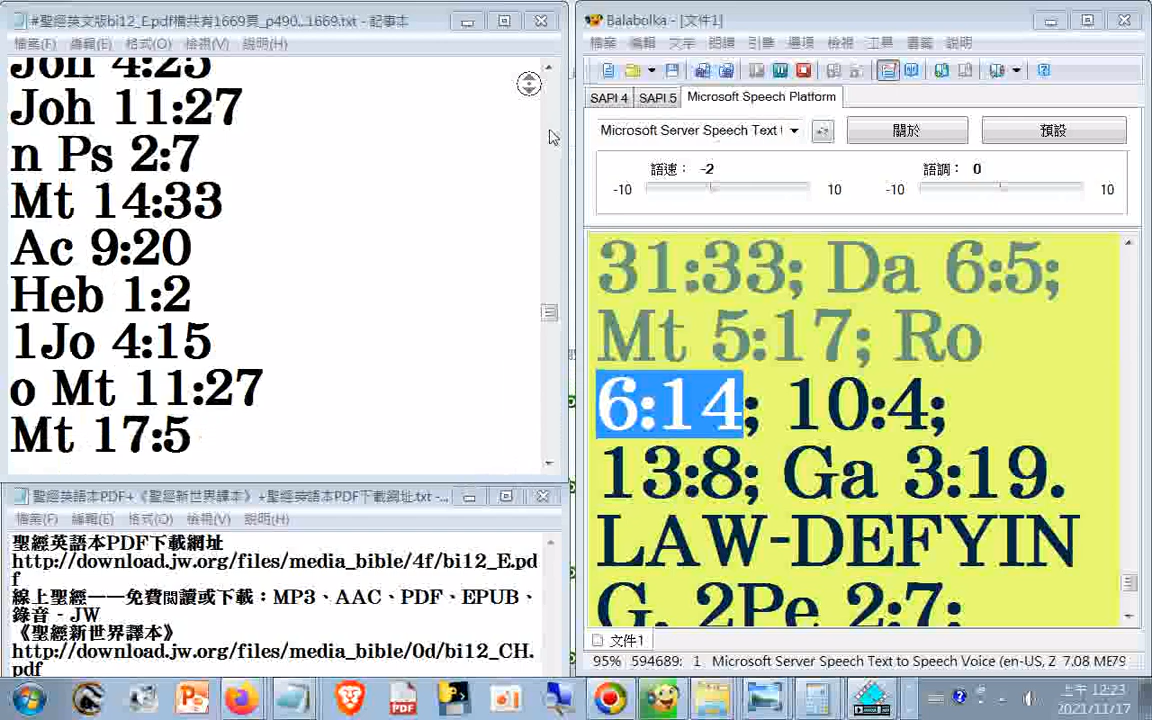 #聖經英文版bi12_E.pdf檔共有1669頁_p490...1669.txt - 記事本
檔案(F) 編輯(E) 格式(O) 檢視(V) 說明(H)
Joh 4:25
Joh 11:27
n Ps 2:7
Mt 14:33
Ac 9:20
Heb 1:2
1Jo 4:15
o Mt 11:27
Mt 17:5
聖經英語本PDF+《聖經新世界譯本》+聖經英語本PDF下載網址.txt -...
檔案(F) 編輯(E) 格式(O) 檢視(V) 說明(H)
聖經英語本PDF下載網址
http://download.jw.org/files/media_bible/4f/bi12_E.pd
f
線上聖經——免費閱讀或下載：MP3、AAC、PDF、EPUB、
錄音 - JW
《聖經新世界譯本》
http://download.jw.org/files/media_bible/0d/bi12_CH.
pdf
Balabolka - [文件1]
檔案 編輯 文字 朗讀 引擎 選項 檢視 工具 書籤 說明
SAPI 4 SAPI 5 Microsoft Speech Platform
Microsoft Server Speech Text 關於 預設
語速： -2 語調： 0
-10 10 -10 10
31:33; Da 6:5;
Mt 5:17; Ro
6:14; 10:4;
13:8; Ga 3:19.
LAW-DEFYIN
G. 2Pe 2:7;
文件1
95% 594689: 1 Microsoft Server Speech Text to Speech Voice (en-US, Z 7.08 ME79
上午 12:23
2021/11/17